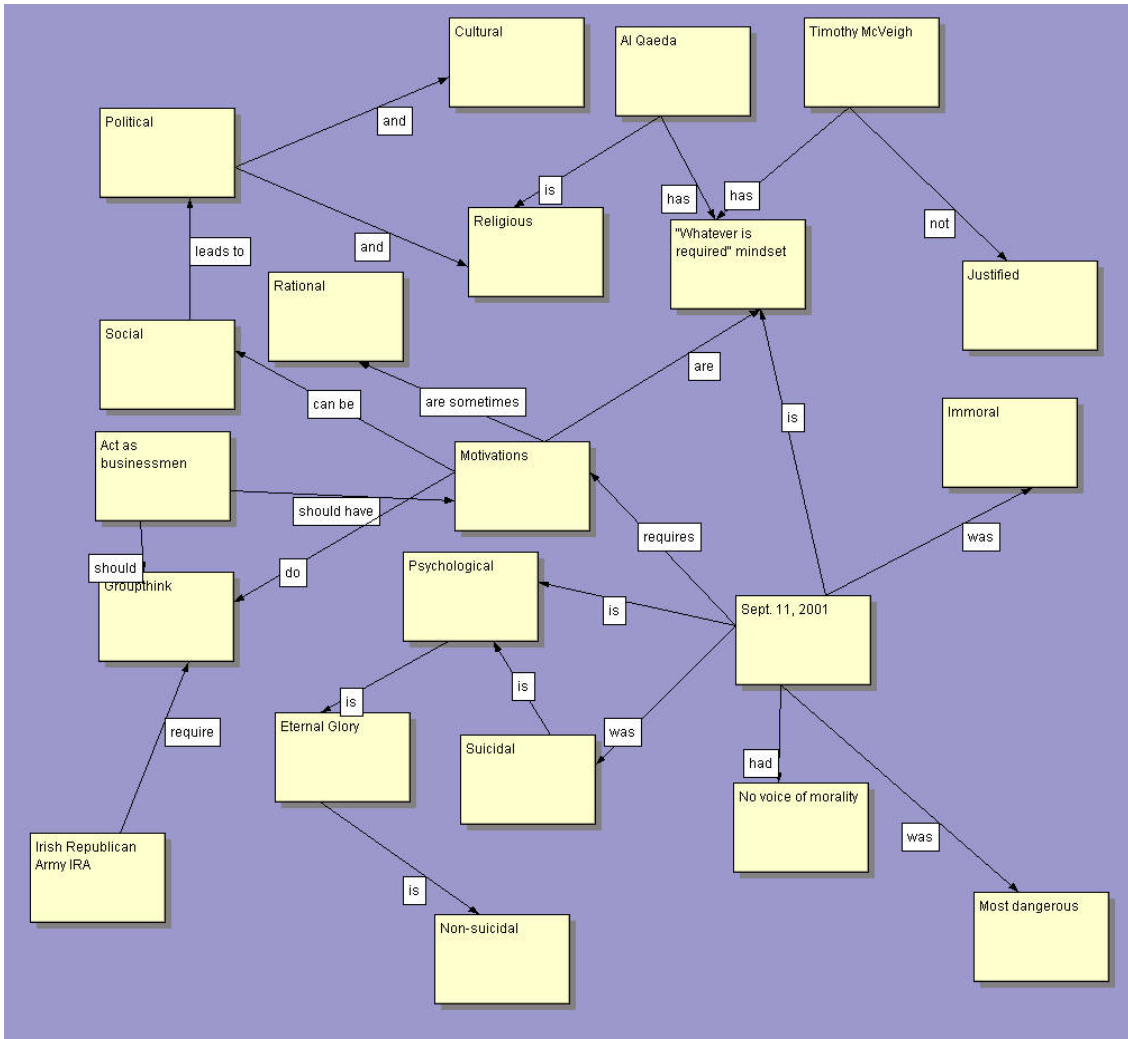 Cultural
Al Qaeda
Timothy McVeigh
Political
and
is
has
has
Religious
"Whatever is
required" mindset
not
and
leads to
Rational
Justified
Social
are
can be
are sometimes
Immoral
is
Act as
businessmen
Motivations
should have
requires
was
should
do
Groupthink
Psychological
is
Sept. 11, 2001
is
is
require
Eternal Glory
Suicidal
was
had
No voice of morality
was
Irish Republican
Army IRA
is
Non-suicidal
Most dangerous